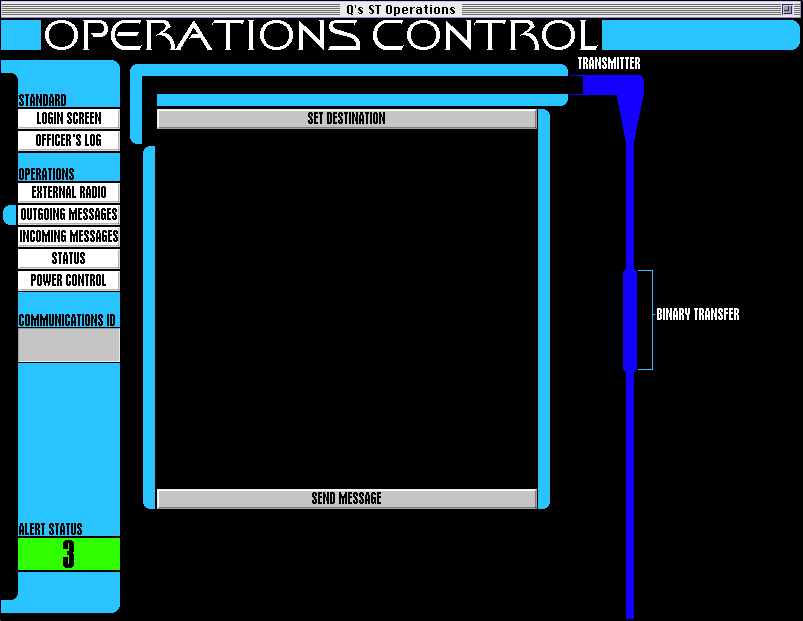 Q's ST Operations
OPERATIONS CONTROL
TRANSMITTER
STANDARD
LOGIN SCREEN
OFFICER'S LOG
OPERATIONS
EXTERNAL RADIO
OUTGOING MESSAGES
INCOMING MESSAGES
STATUS
POWER CONTROL
COMMUNICATIONS ID
ALERT STATUS
3
SET DESTINATION
SEND MESSAGE
BINARY TRANSFER